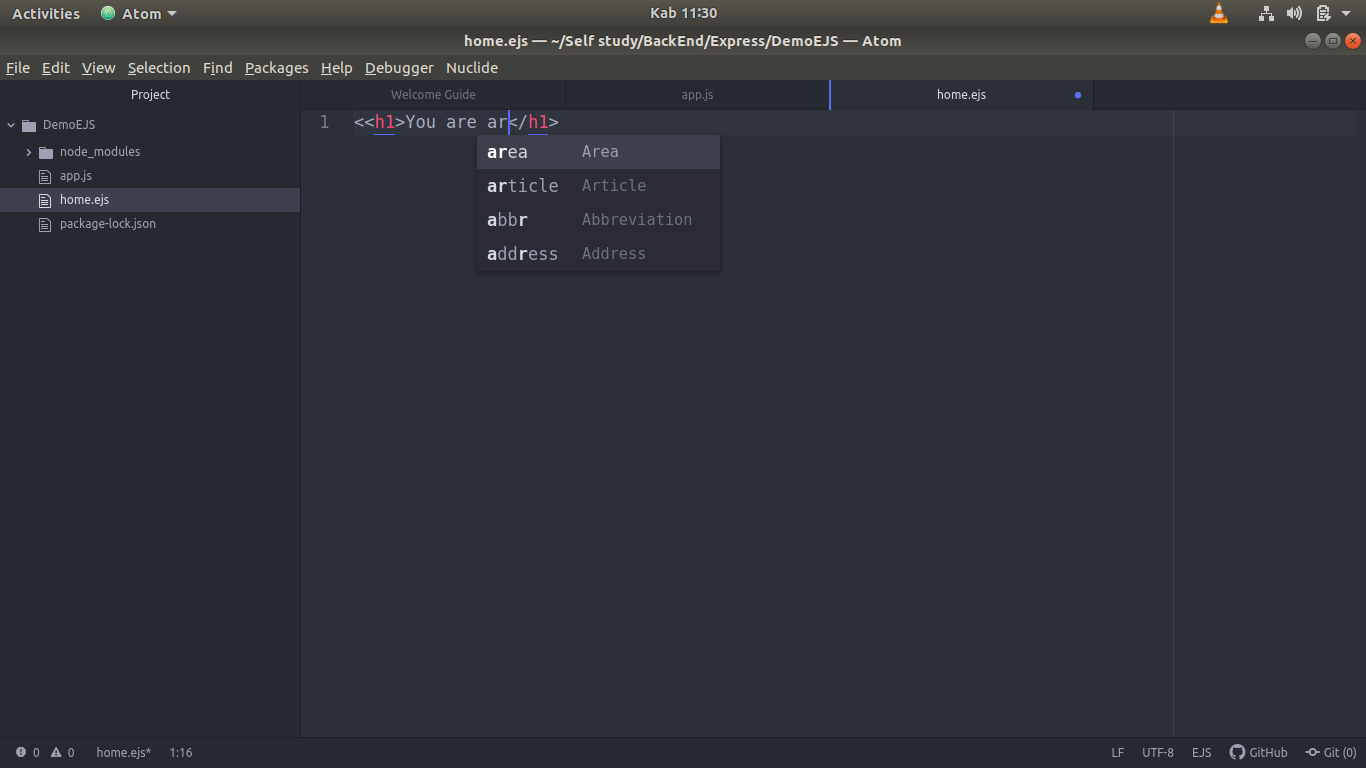 Activities Atom Kab 11:30
home.ejs — ~/Self study/BackEnd/Express/DemoEJS — Atom
File Edit View Selection Find Packages Help Debugger Nuclide
Project Welcome Guide app.js home.ejs
DemoEJS
node_modules
app.js
home.ejs
package-lock.json
1 <<h1>You are ar</h1>
area Area
article Article
abbr Abbreviation
address Address
0 0 home.ejs* 1:16 LF UTF-8 EJS GitHub Git (0)